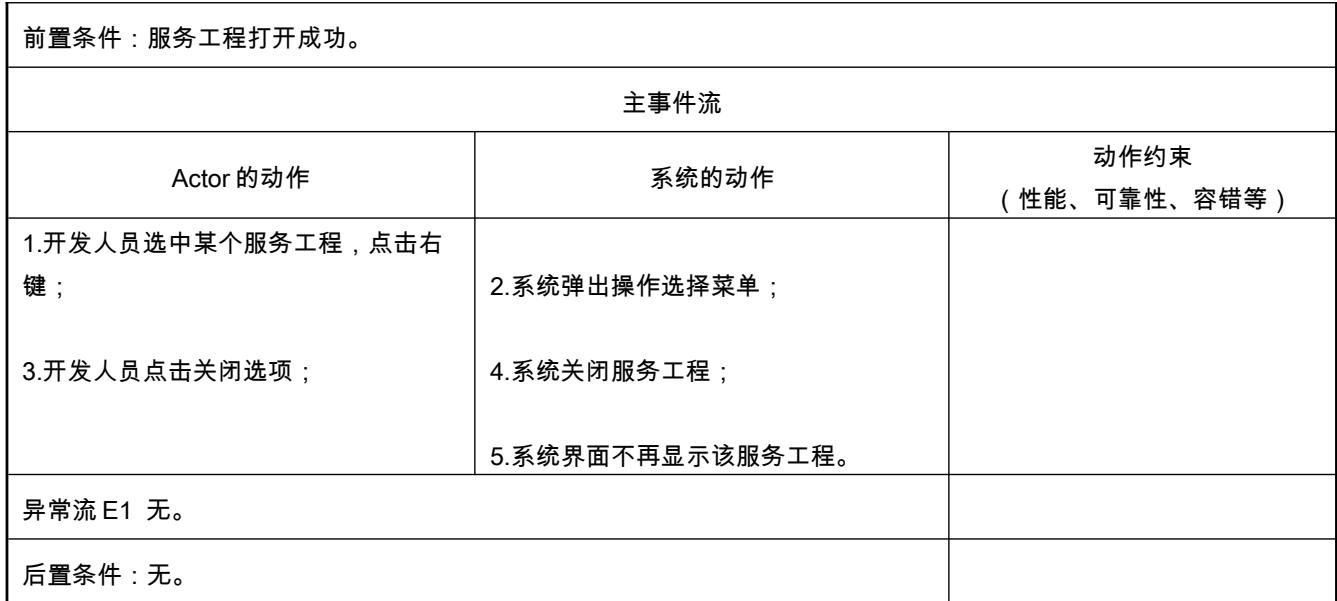 前置条件：服务工程打开成功。
主事件流
Actor 的动作
系统的动作
动作约束
（性能、可靠性、容错等）
1.开发人员选中某个服务工程，点击右
键；
2.系统弹出操作选择菜单；
3.开发人员点击关闭选项；
4.系统关闭服务工程；
5.系统界面不再显示该服务工程。
异常流 E1 无。
后置条件：无。